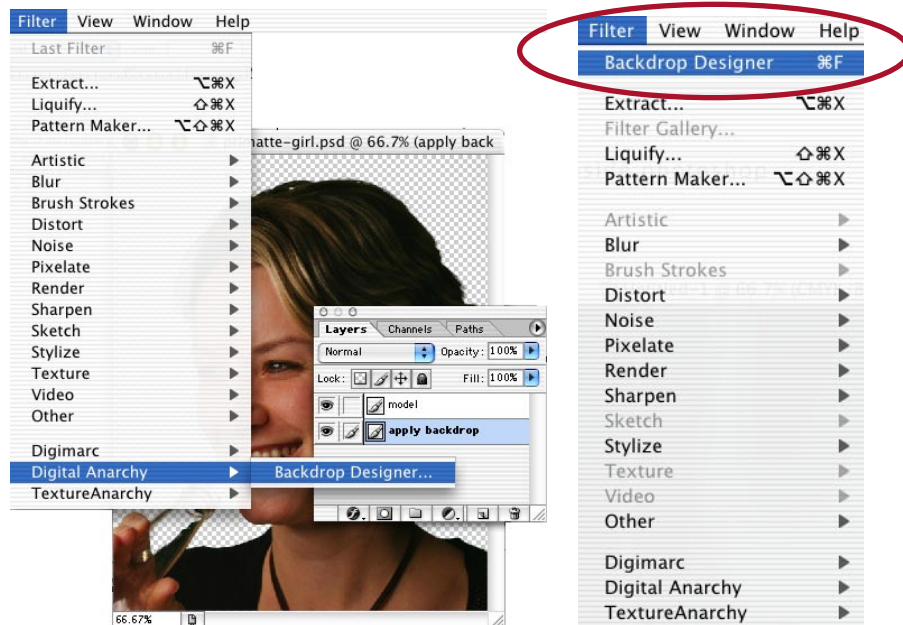 Filter View Window Help
Last Filter ⌘F
Extract... ⌥⌘X
Liquify... ⇧⌘X
Pattern Maker... ⌥⇧⌘X
Artistic
Blur
Brush Strokes
Distort
Noise
Pixelate
Render
Sharpen
Sketch
Stylize
Texture
Video
Other
Digimarc
Digital Anarchy
Backdrop Designer...
TextureAnarchy
matte-girl.psd @ 66.7% (apply back
Layers Channels Paths
Normal Opacity: 100%
Lock: Fill: 100%
model
apply backdrop
66.67%
Filter View Window Help
Backdrop Designer ⌘F
Extract... ⌥⌘X
Filter Gallery...
Liquify... ⇧⌘X
Pattern Maker... ⌥⇧⌘X
Artistic
Blur
Brush Strokes
Distort
Noise
Pixelate
Render
Sharpen
Sketch
Stylize
Texture
Video
Other
Digimarc
Digital Anarchy
TextureAnarchy